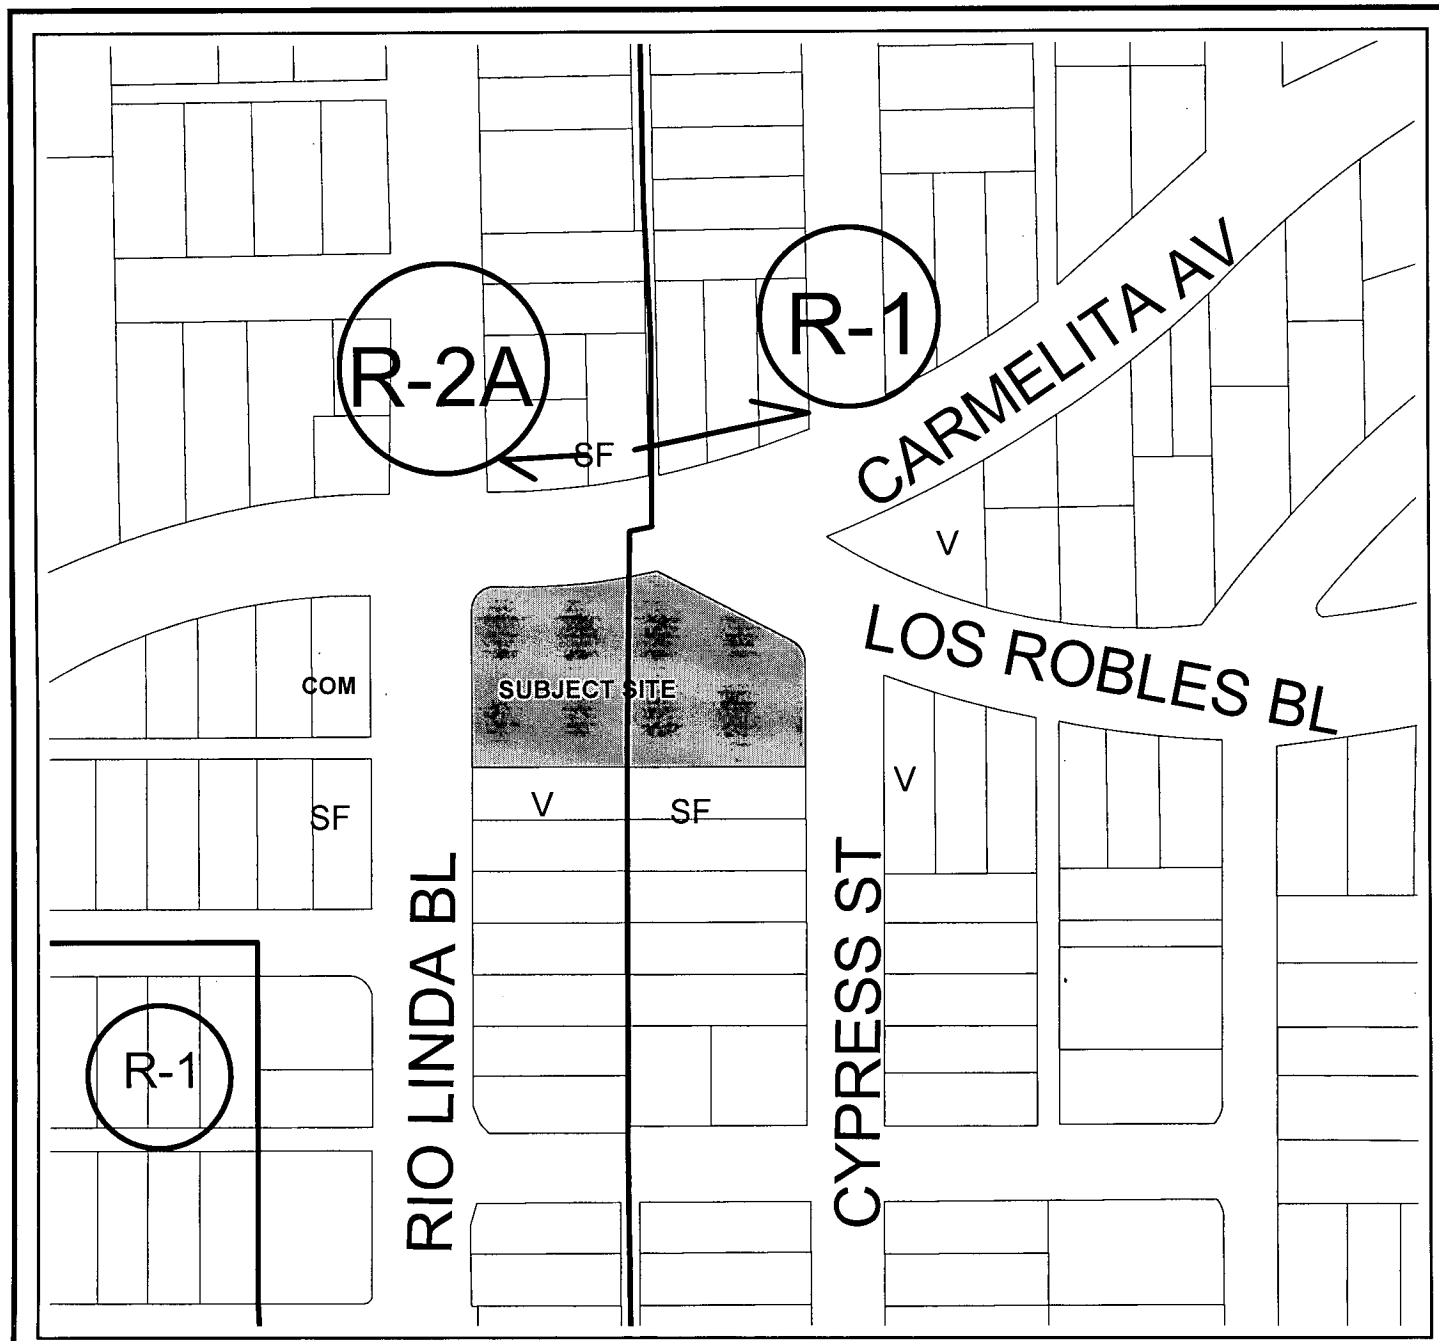 R-1
R-2A
CARMELITA AV
SF
V
LOS ROBLES BL
COM
SUBJECT SITE
V
SF
V
SF
RIO LINDA BL
CYPRESS ST
R-1